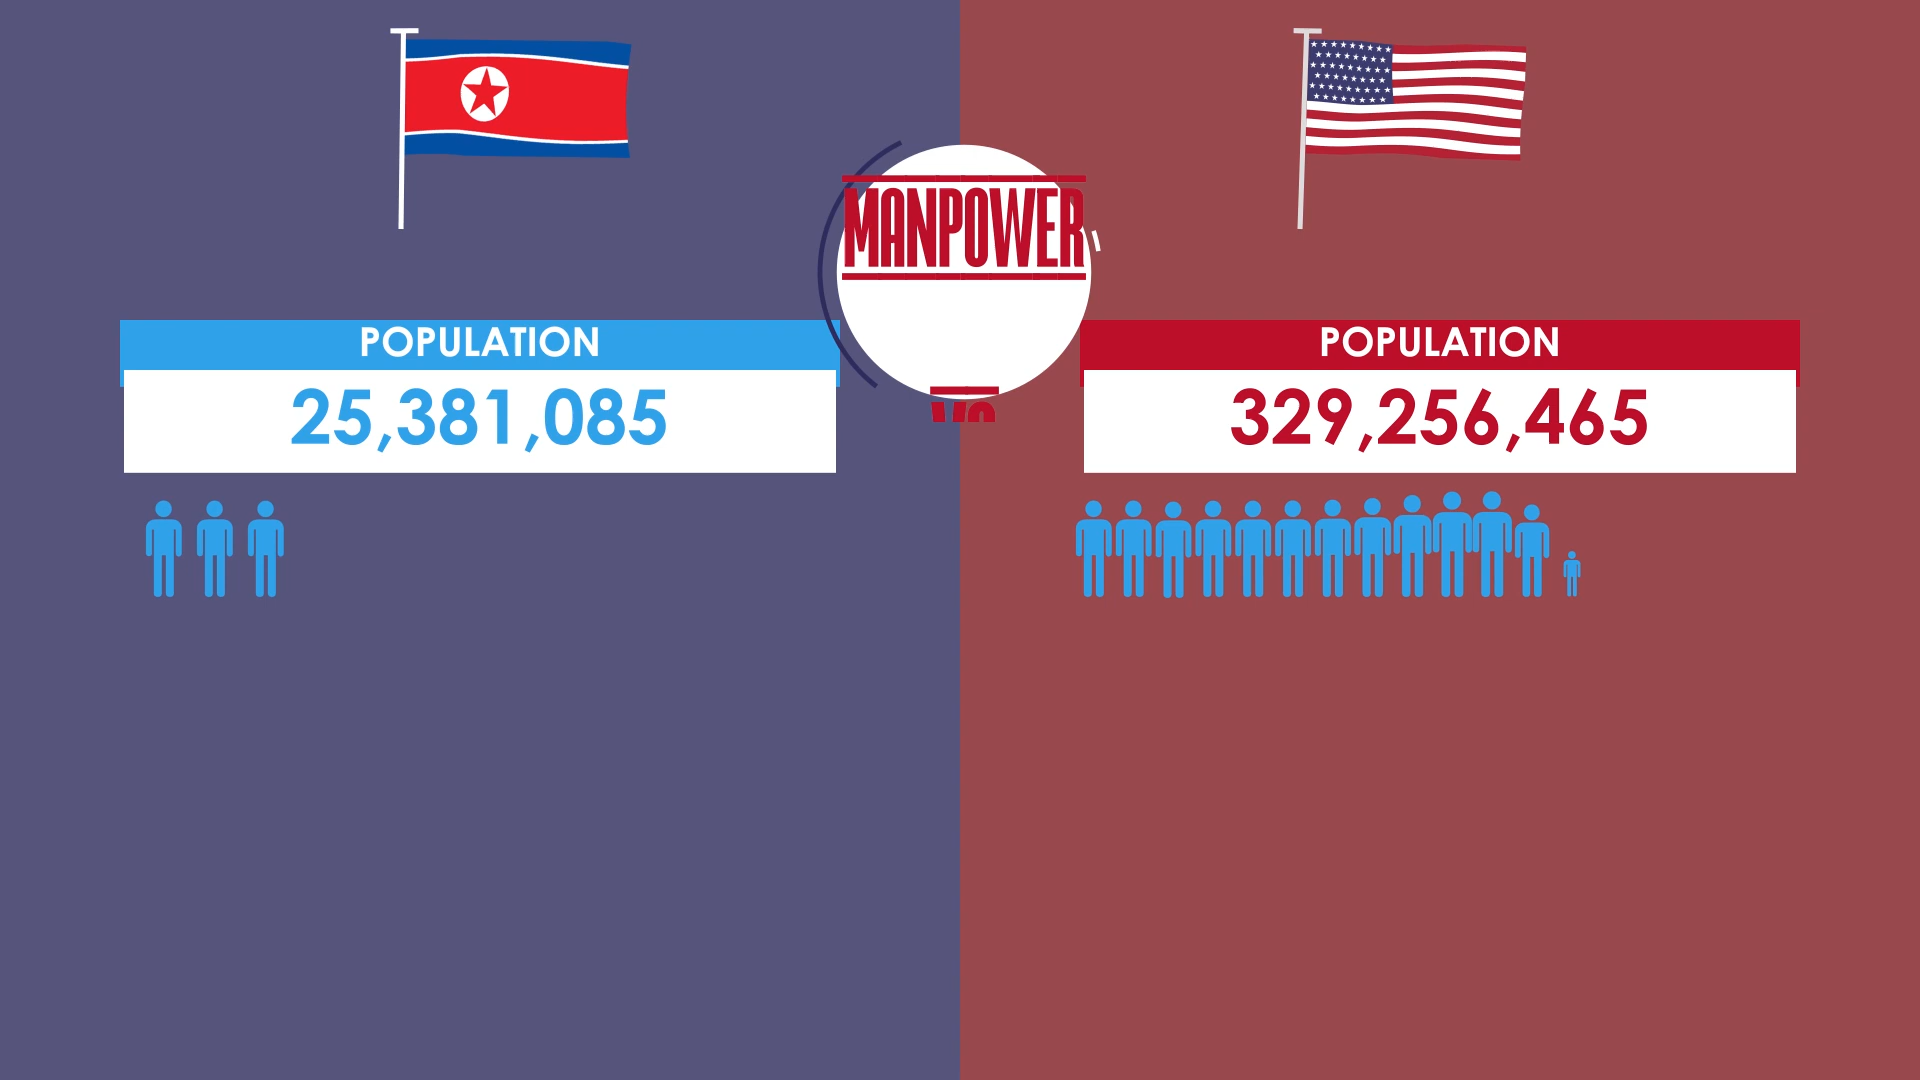 MANPOWER
POPULATION
25,381,085
POPULATION
329,256,465